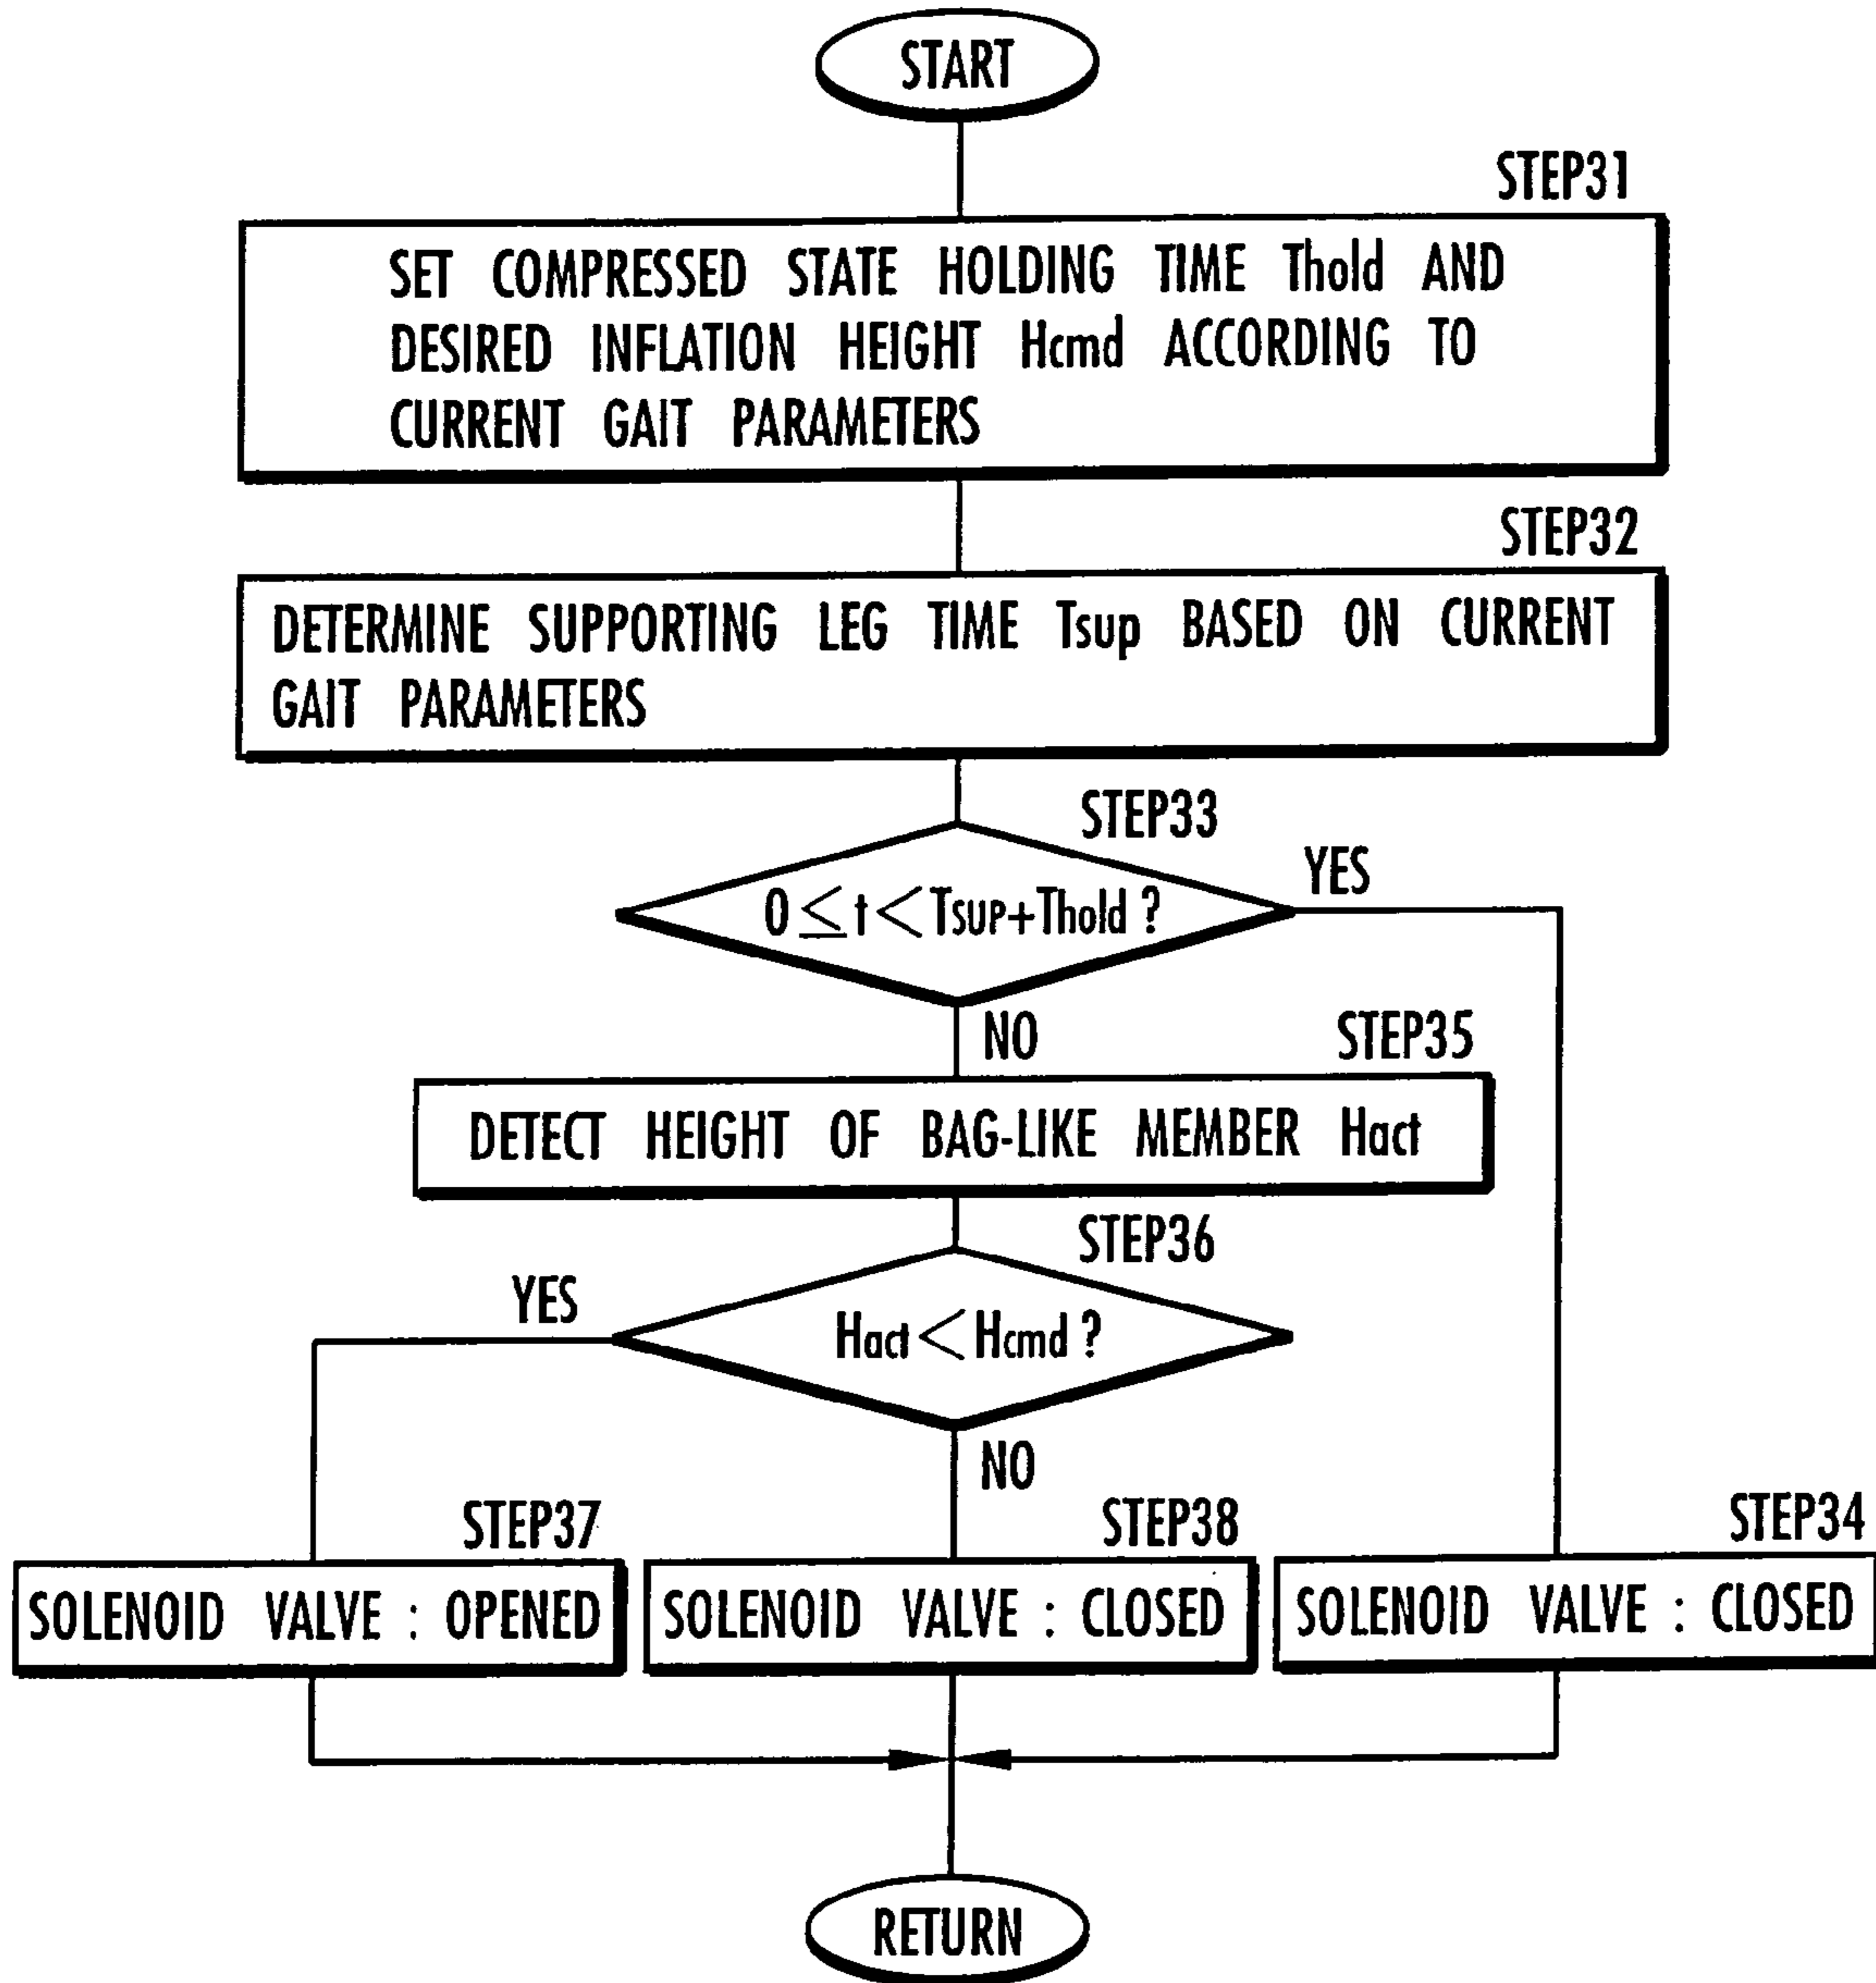 START
STEP31
SET COMPRESSED STATE HOLDING TIME Thold AND
DESIRED INFLATION HEIGHT Hcmd ACCORDING TO
CURRENT GAIT PARAMETERS
STEP32
DETERMINE SUPPORTING LEG TIME Tsup BASED ON CURRENT
GAIT PARAMETERS
STEP33
0≦t<TSUP+Thold?
YES
NO
STEP35
DETECT HEIGHT OF BAG-LIKE MEMBER Hact
STEP36
YES
Hact<Hcmd?
NO
STEP37
STEP38
STEP34
SOLENOID VALVE : OPENED
SOLENOID VALVE : CLOSED
SOLENOID VALVE : CLOSED
RETURN